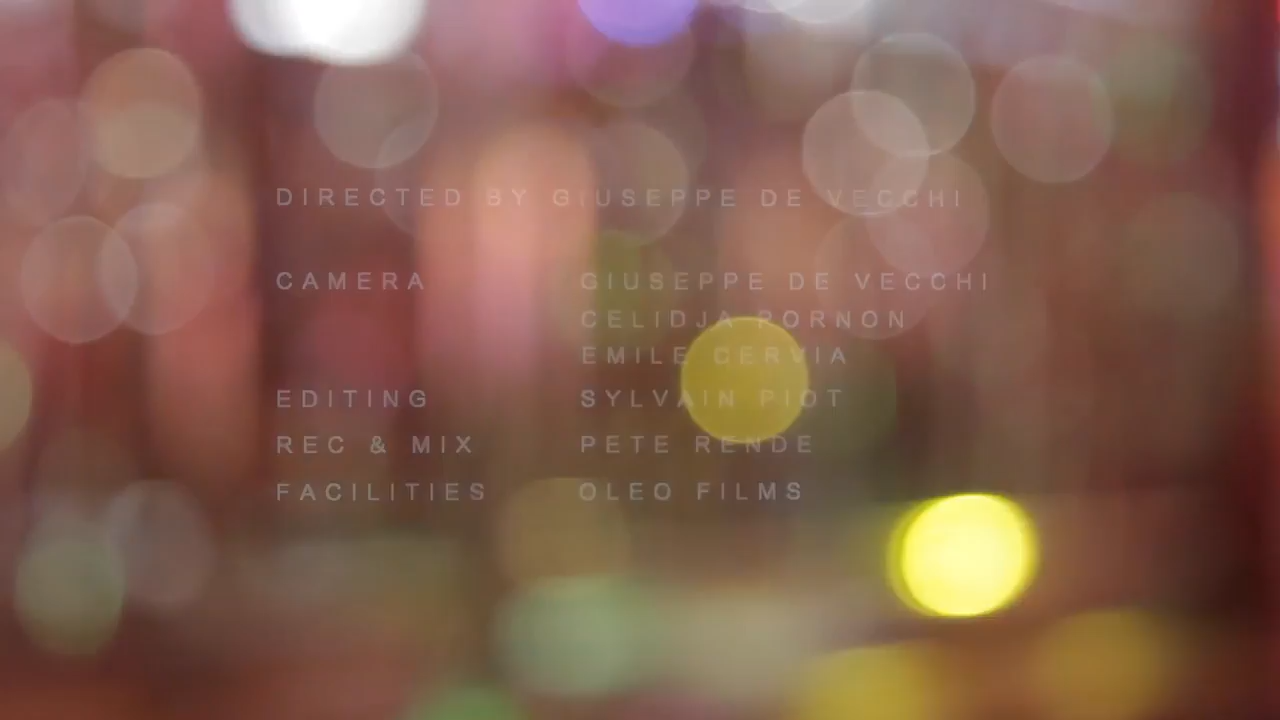 DIRECTED BY GIUSEPPE DE VECCHI
CAMERA GIUSEPPE DE VECCHI
CELIDJA PORNON
EMILE CERVIA
EDITING SYLVAIN PIOT
REC & MIX PETE RENDE
FACILITIES OLEO FILMS